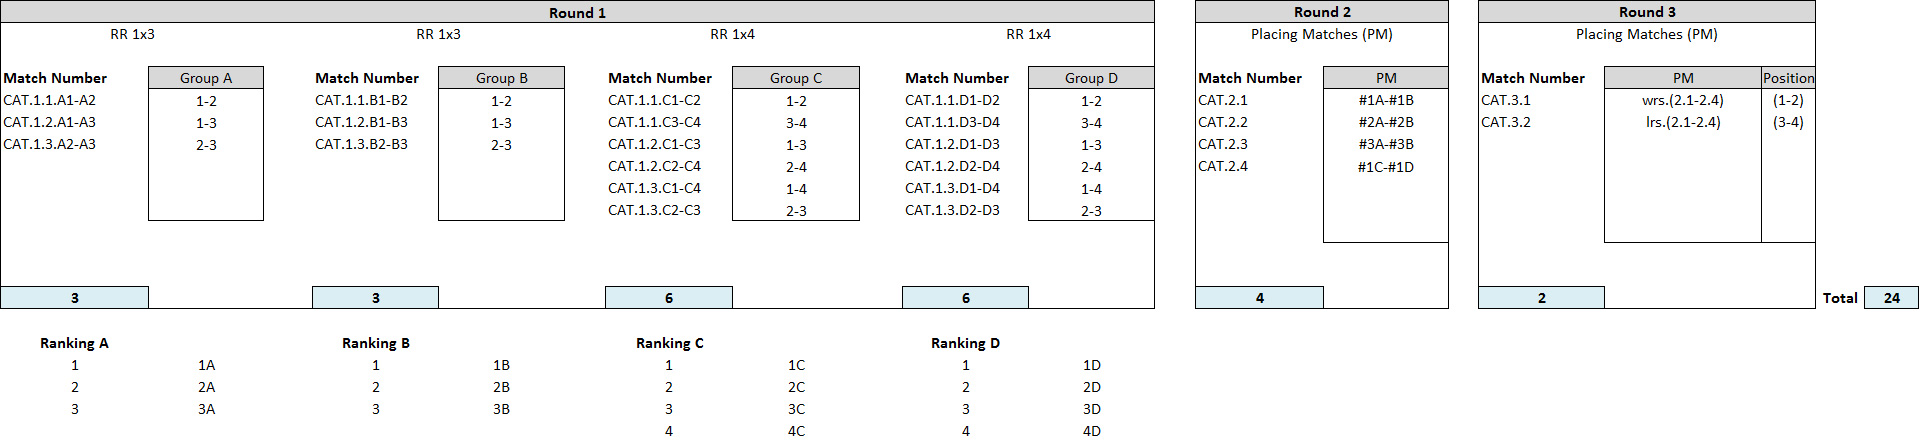 Round 1 Round 2 Round 3
RR 1x3 RR 1x3 RR 1x4 RR 1x4 Placing Matches (PM) Placing Matches (PM)
Match Number Group A Match Number Group B Match Number Group C Match Number Group D Match Number PM Match Number PM Position
CAT.1.1.A1-A2 1-2 CAT.1.1.B1-B2 1-2 CAT.1.1.C1-C2 1-2 CAT.1.1.D1-D2 1-2 CAT.2.1 #1A-#1B CAT.3.1 wrs.(2.1-2.4) (1-2)
CAT.1.2.A1-A3 1-3 CAT.1.2.B1-B3 1-3 CAT.1.1.C3-C4 3-4 CAT.1.1.D3-D4 3-4 CAT.2.2 #2A-#2B CAT.3.2 lrs.(2.1-2.4) (3-4)
CAT.1.3.A2-A3 2-3 CAT.1.3.B2-B3 2-3 CAT.1.2.C1-C3 1-3 CAT.1.2.D1-D3 1-3 CAT.2.3 #3A-#3B
CAT.1.2.C2-C4 2-4 CAT.1.2.D2-D4 2-4 CAT.2.4 #1C-#1D
CAT.1.3.C1-C4 1-4 CAT.1.3.D1-D4 1-4
CAT.1.3.C2-C3 2-3 CAT.1.3.D2-D3 2-3
3 3 6 6 4 2 Total 24
Ranking A Ranking B Ranking C Ranking D
1 1A 1 1B 1 1C 1 1D
2 2A 2 2B 2 2C 2 2D
3 3A 3 3B 3 3C 3 3D
4 4C 4 4D